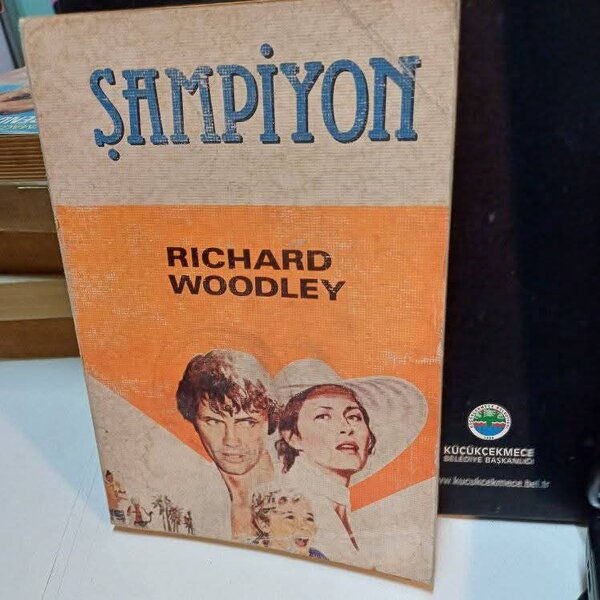 ŞAMPİYON
RICHARD
WOODLEY
KÜÇÜKÇEKMECE
BELEDİYE BAŞKANLIĞI
www.kucukcekmece.bel.tr